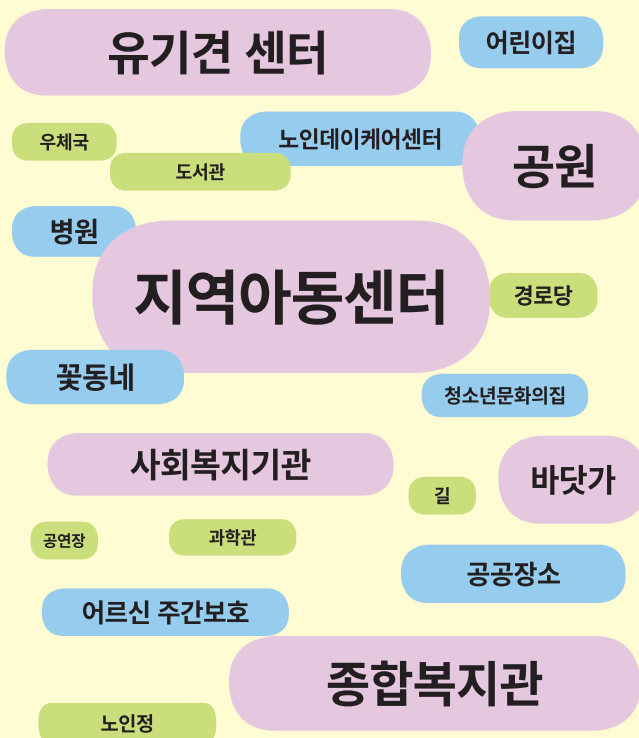 유기견 센터
어린이집
우체국
노인데이케어센터
도서관
공원
병원
지역아동센터
경로당
꽃동네
청소년문화의집
사회복지기관
바닷가
길
공연장
과학관
공공장소
어르신 주간보호
종합복지관
노인정